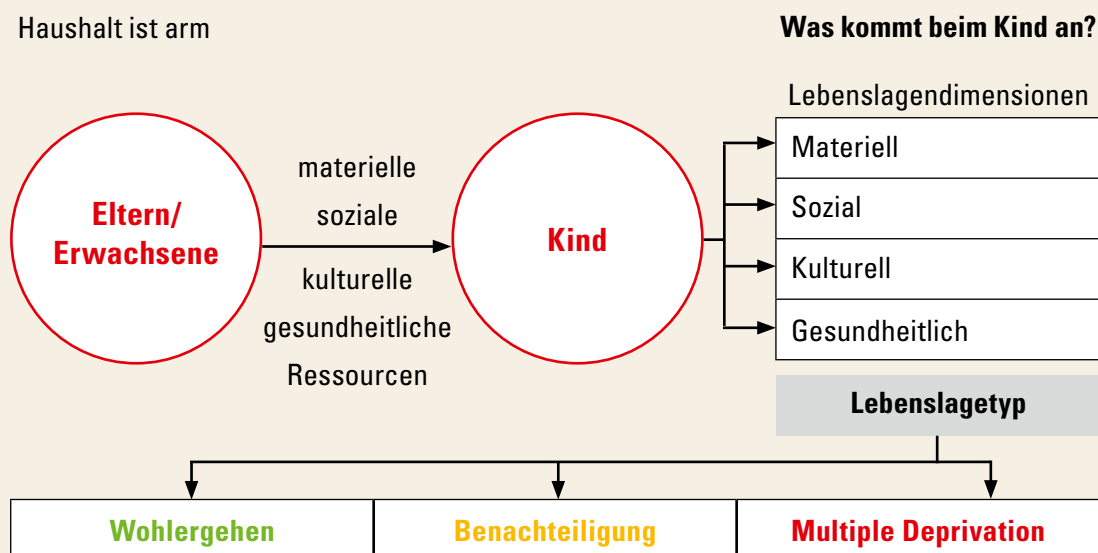 Haushalt ist arm
Was kommt beim Kind an?
Lebenslagendimensionen
Eltern/
Erwachsene
materielle
soziale
kulturelle
gesundheitliche
Ressourcen
Kind
Materiell
Sozial
Kulturell
Gesundheitlich
Lebenslagetyp
Wohlergehen
Benachteiligung
Multiple Deprivation